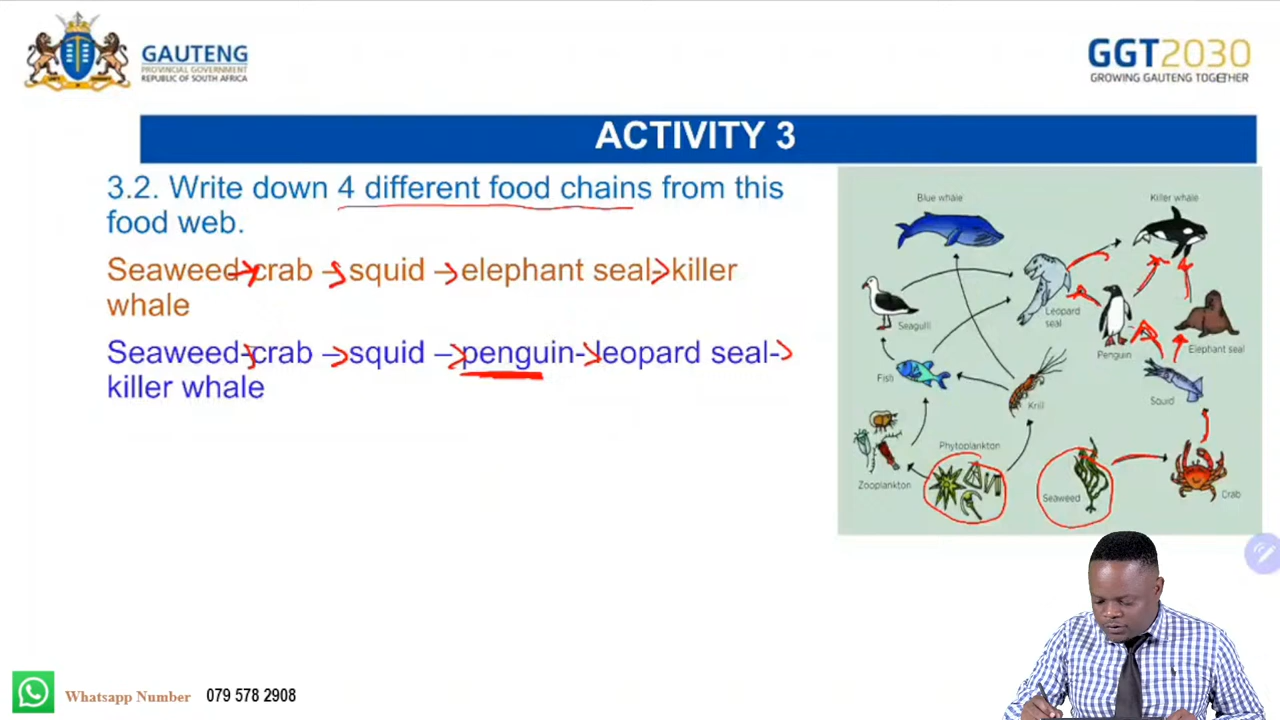 GAUTENG
PROVINCIAL GOVERNMENT
REPUBLIC OF SOUTH AFRICA
GGT2030
GROWING GAUTENG TOGETHER
ACTIVITY 3
3.2. Write down 4 different food chains from this
food web.
Seaweed→crab →squid →elephant seal→killer
whale
Seaweed→crab →squid →penguin→leopard seal→
killer whale
Blue whale
Killer whale
Seagull
Leopard
seal
Penguin
Elephant seal
Fish
Krill
Squid
Phytoplankton
Zooplankton
Seaweed
Crab
Whatsapp Number 079 578 2908